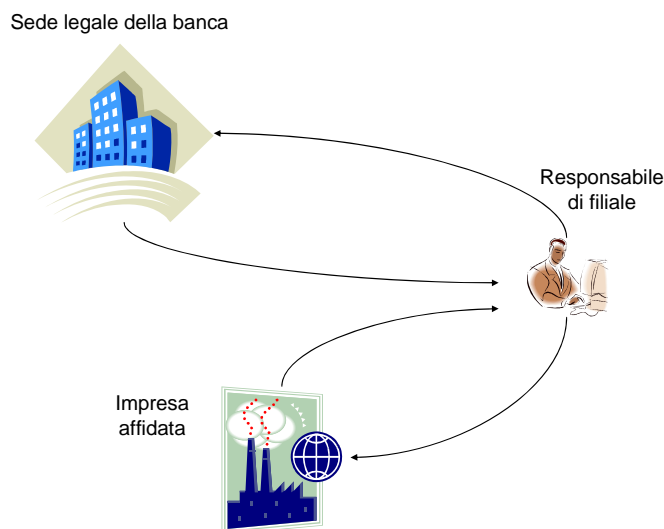 Sede legale della banca
Responsabile
di filiale
Impresa
affidata